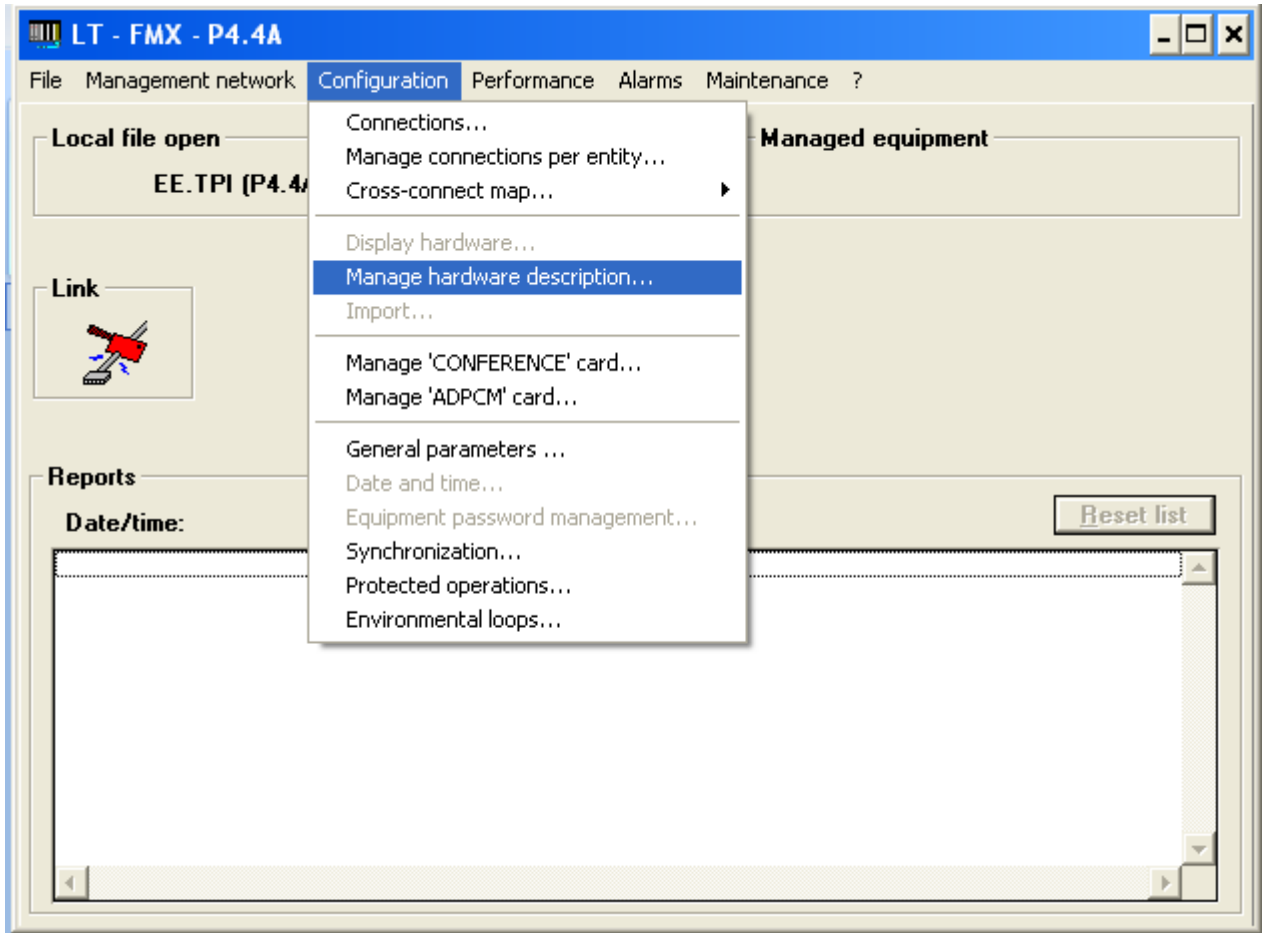 LT - FMX - P4.4A
File Management network Configuration Performance Alarms Maintenance ?
Local file open
EE.TPI (P4.4A
Managed equipment
Connections...
Manage connections per entity...
Cross-connect map...
Display hardware...
Manage hardware description...
Import...
Manage 'CONFERENCE' card...
Manage 'ADPCM' card...
General parameters ...
Date and time...
Equipment password management...
Synchronization...
Protected operations...
Environmental loops...
Link
Reports
Date/time:
Reset list